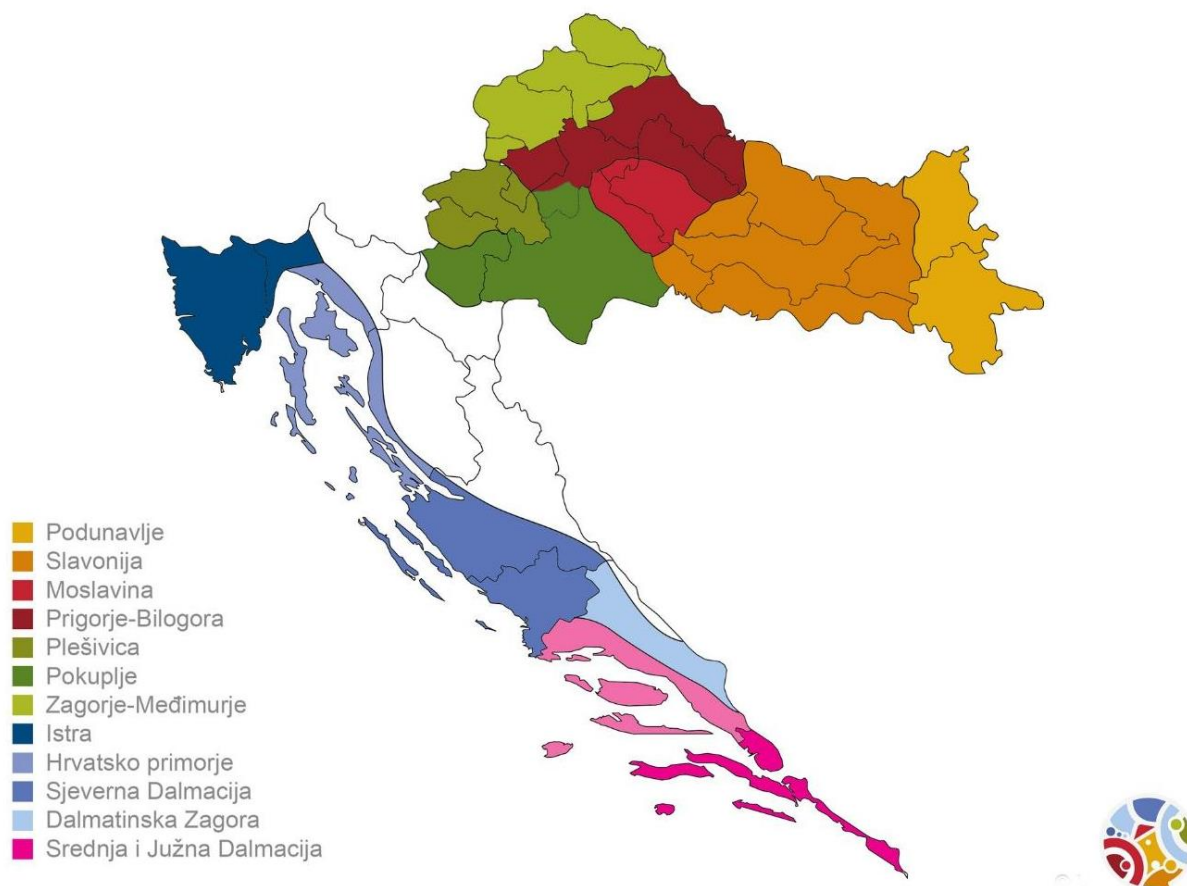 Podunavlje
Slavonija
Moslavina
Prigorje-Bilogora
Plešivica
Pokuplje
Zagorje-Međimurje
Istra
Hrvatsko primorje
Sjeverna Dalmacija
Dalmatinska Zagora
Srednja i Južna Dalmacija